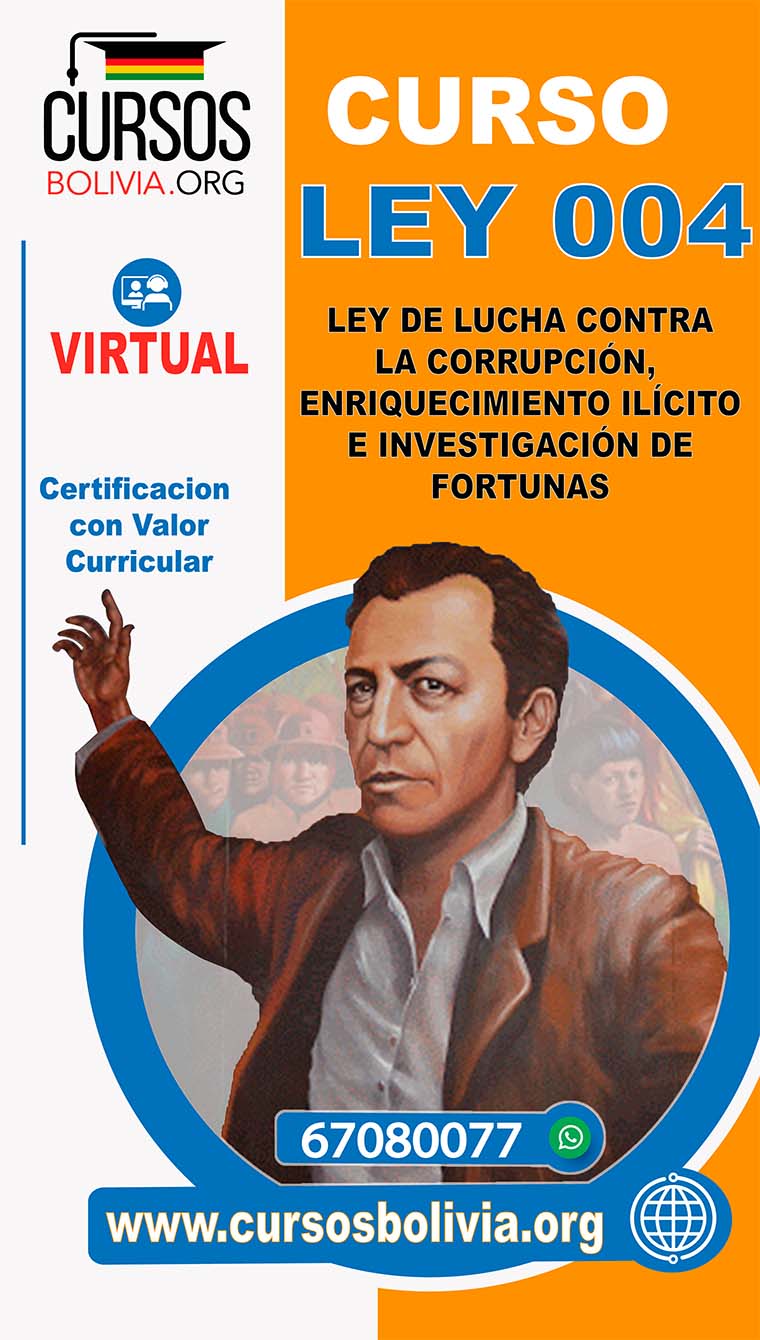 CURSOS
BOLIVIA.ORG
VIRTUAL
Certificacion
con Valor
Curricular
CURSO
LEY 004
LEY DE LUCHA CONTRA
LA CORRUPCIÓN,
ENRIQUECIMIENTO ILÍCITO
E INVESTIGACIÓN DE
FORTUNAS
67080077
www.cursosbolivia.org